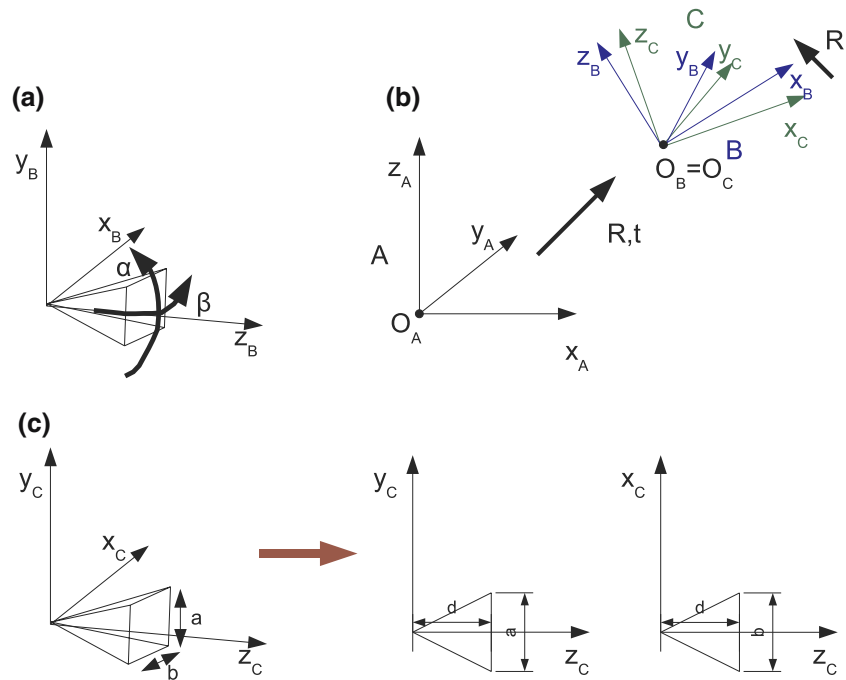 (a)
y_B
x_B
α
β
z_B
(b)
C
R
z_B
z_C
y_B
y_C
x_B
x_C
B
O_B=O_C
z_A
y_A
A
R,t
O_A
x_A
(c)
y_C
x_C
a
b
z_C
y_C
d
a
z_C
x_C
d
b
z_C